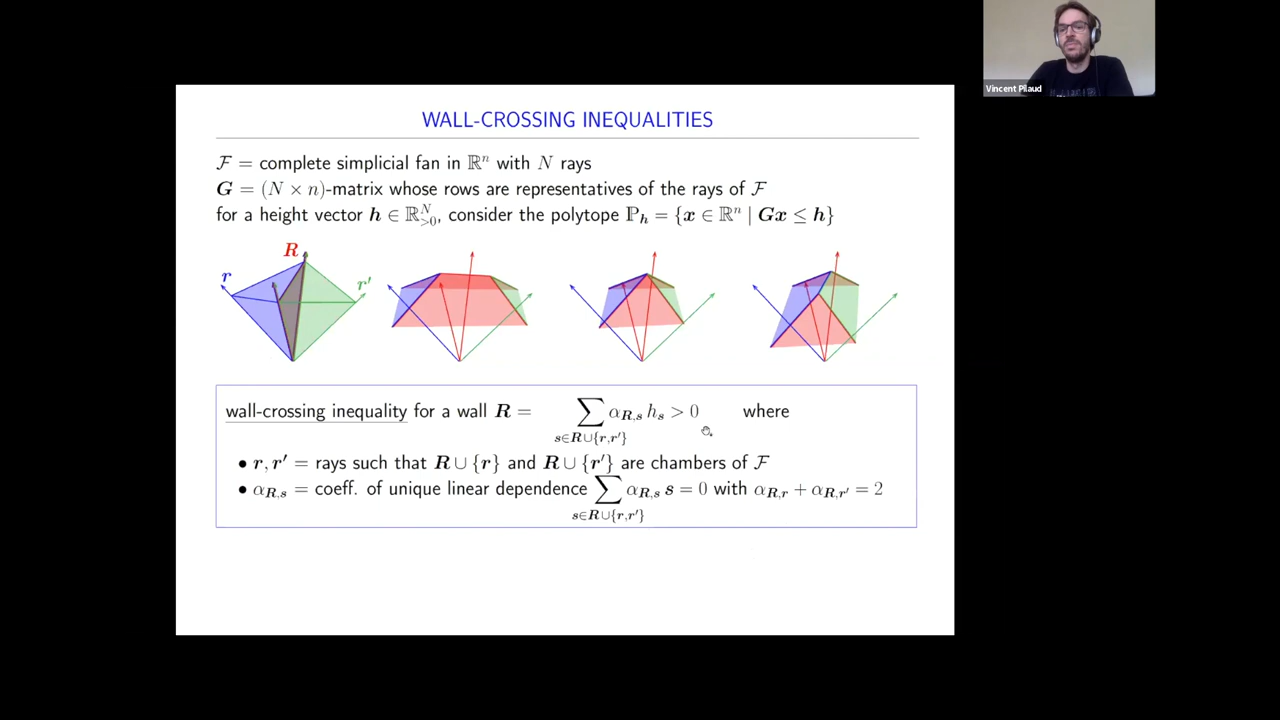 Vincent Pilaud
WALL-CROSSING INEQUALITIES
𝓕 = complete simplicial fan in ℝⁿ with N rays
G = (N × n)-matrix whose rows are representatives of the rays of 𝓕
for a height vector h ∈ ℝ^N_{>0}, consider the polytope ℙ_h = {x ∈ ℝⁿ | Gx ≤ h}
R
r
r′
wall-crossing inequality for a wall R = ∑_{s∈R∪{r,r′}} α_{R,s} h_s > 0 where
• r, r′ = rays such that R ∪ {r} and R ∪ {r′} are chambers of 𝓕
• α_{R,s} = coeff. of unique linear dependence ∑_{s∈R∪{r,r′}} α_{R,s} s = 0 with α_{R,r} + α_{R,r′} = 2